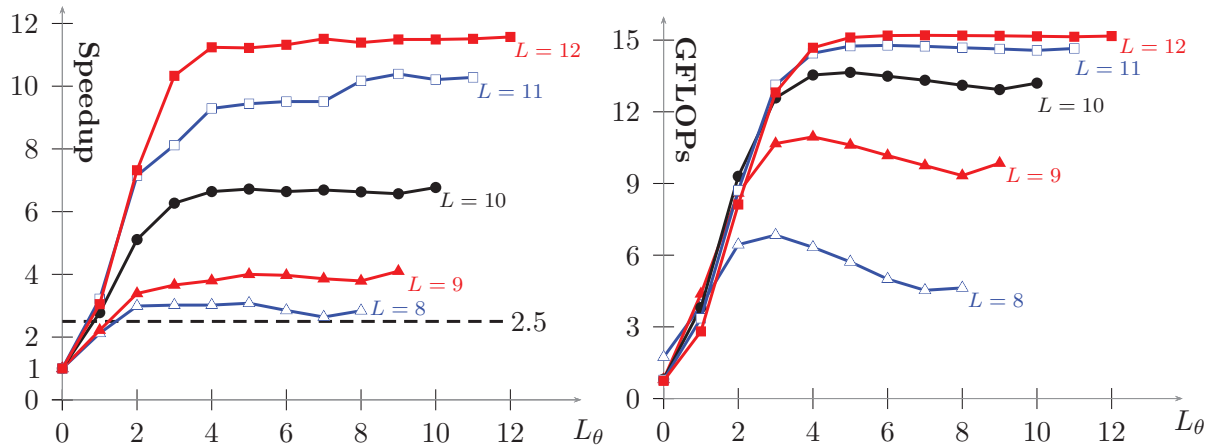 Speeedup
12
10
8
6
4
2
1
0
L = 12
L = 11
L = 10
L = 9
L = 8
2.5
0 2 4 6 8 10 12 Lθ
GFLOPs
15
12
9
6
3
0
L = 12
L = 11
L = 10
L = 9
L = 8
0 2 4 6 8 10 12 Lθ